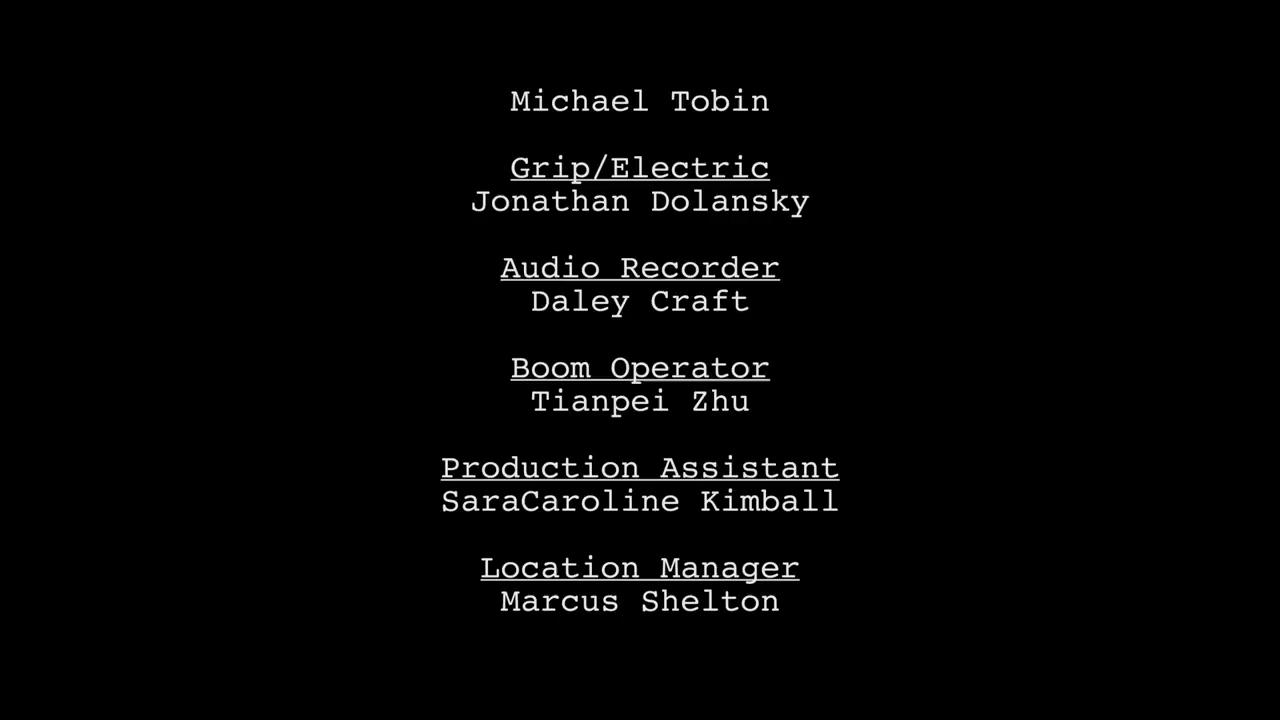 Michael Tobin
Grip/Electric
Jonathan Dolansky
Audio Recorder
Daley Craft
Boom Operator
Tianpei Zhu
Production Assistant
SaraCaroline Kimball
Location Manager
Marcus Shelton